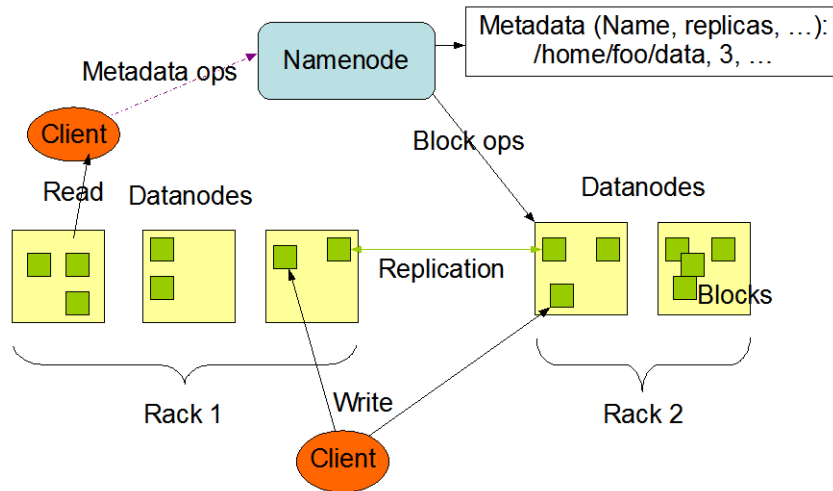 Metadata (Name, replicas, …):
/home/foo/data, 3, …
Namenode
Metadata ops
Client
Block ops
Read
Datanodes
Datanodes
Replication
Blocks
Rack 1
Write
Rack 2
Client